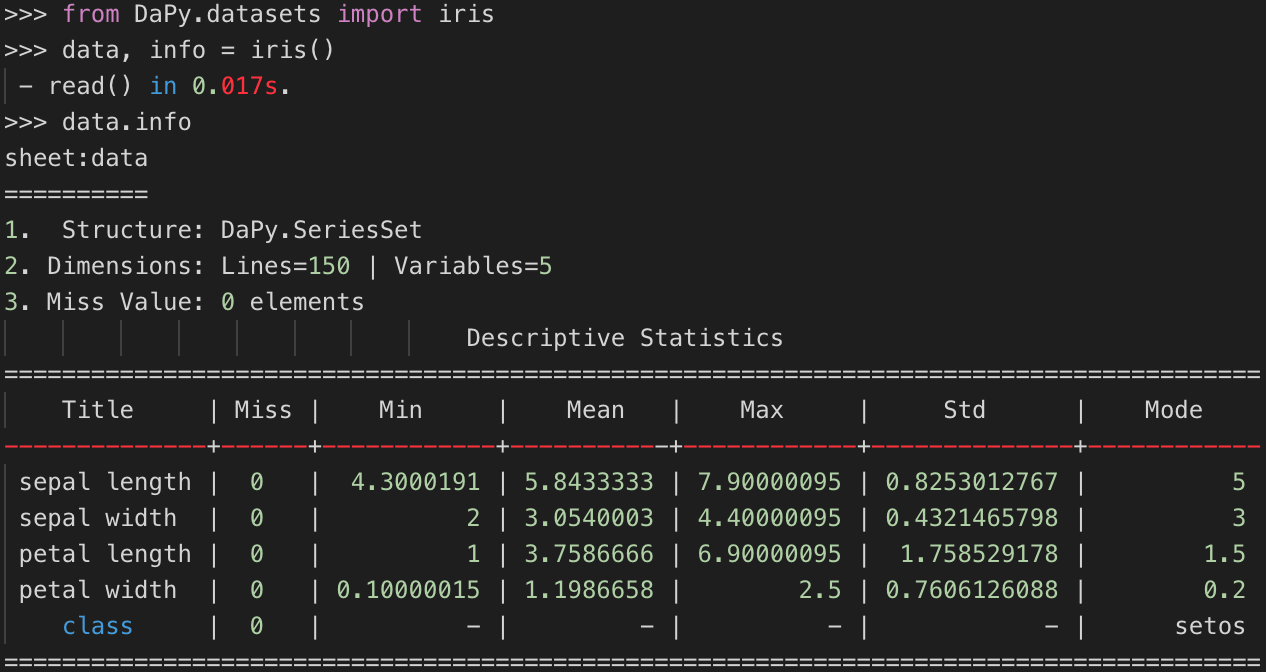 >>> from DaPy.datasets import iris
>>> data, info = iris()
 - read() in 0.017s.
>>> data.info
sheet:data
==========
1.  Structure: DaPy.SeriesSet
2. Dimensions: Lines=150 | Variables=5
3. Miss Value: 0 elements
                                Descriptive Statistics
=======================================================================================
    Title     | Miss |    Min     |    Mean   |    Max     |     Std      |    Mode
--------------+------+------------+-----------+------------+--------------+------------
 sepal length |  0   |  4.3000191 | 5.8433333 | 7.90000095 | 0.8253012767 |          5
 sepal width  |  0   |          2 | 3.0540003 | 4.40000095 | 0.4321465798 |          3
 petal length |  0   |          1 | 3.7586666 | 6.90000095 |  1.758529178 |        1.5
 petal width  |  0   | 0.10000015 | 1.1986658 |        2.5 | 0.7606126088 |        0.2
    class     |  0   |          - |         - |          - |            - |      setos
=======================================================================================